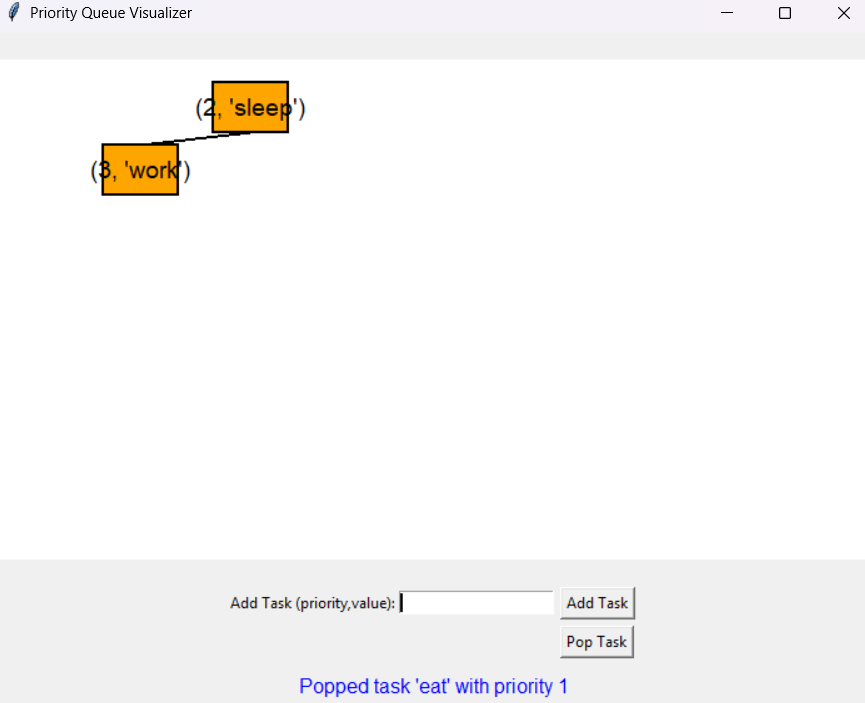 Priority Queue Visualizer
(2, 'sleep')
(3, 'work')
Add Task (priority,value):
Add Task
Pop Task
Popped task 'eat' with priority 1